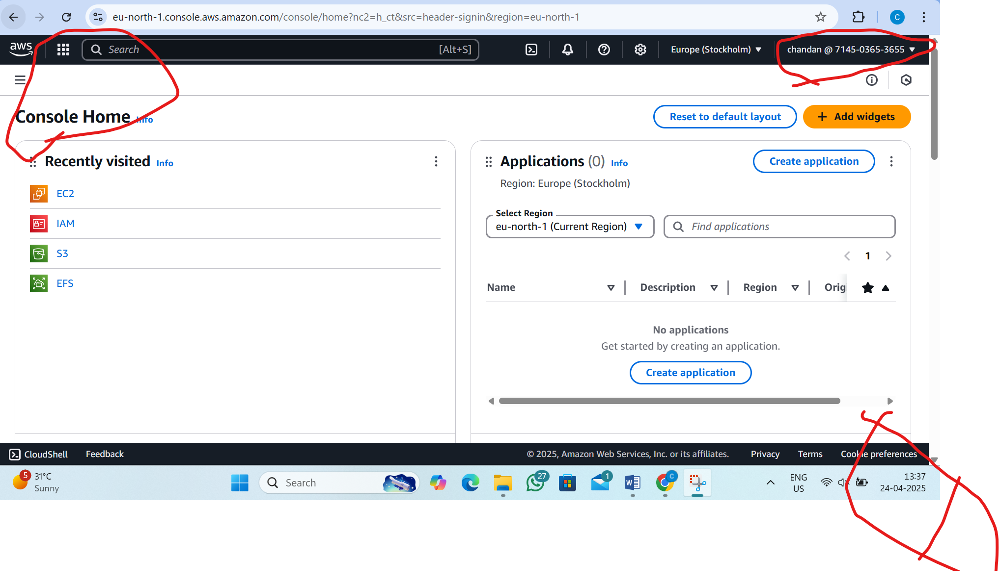 eu-north-1.console.aws.amazon.com/console/home?nc2=h_ct&src=header-signin&region=eu-north-1
C
aws
Search
[Alt+S]
Europe (Stockholm)
chandan @ 7145-0365-3655
Console Home Info
Reset to default layout
+ Add widgets
Recently visited Info
EC2
IAM
S3
EFS
Applications (0) Info
Create application
Region: Europe (Stockholm)
Select Region
eu-north-1 (Current Region)
Find applications
1
Name
Description
Region
Origi
No applications
Get started by creating an application.
Create application
CloudShell
Feedback
© 2025, Amazon Web Services, Inc. or its affiliates.
Privacy
Terms
Cookie preferences
5
31°C
Sunny
Search
27
1
W
C
ENG
US
13:37
24-04-2025